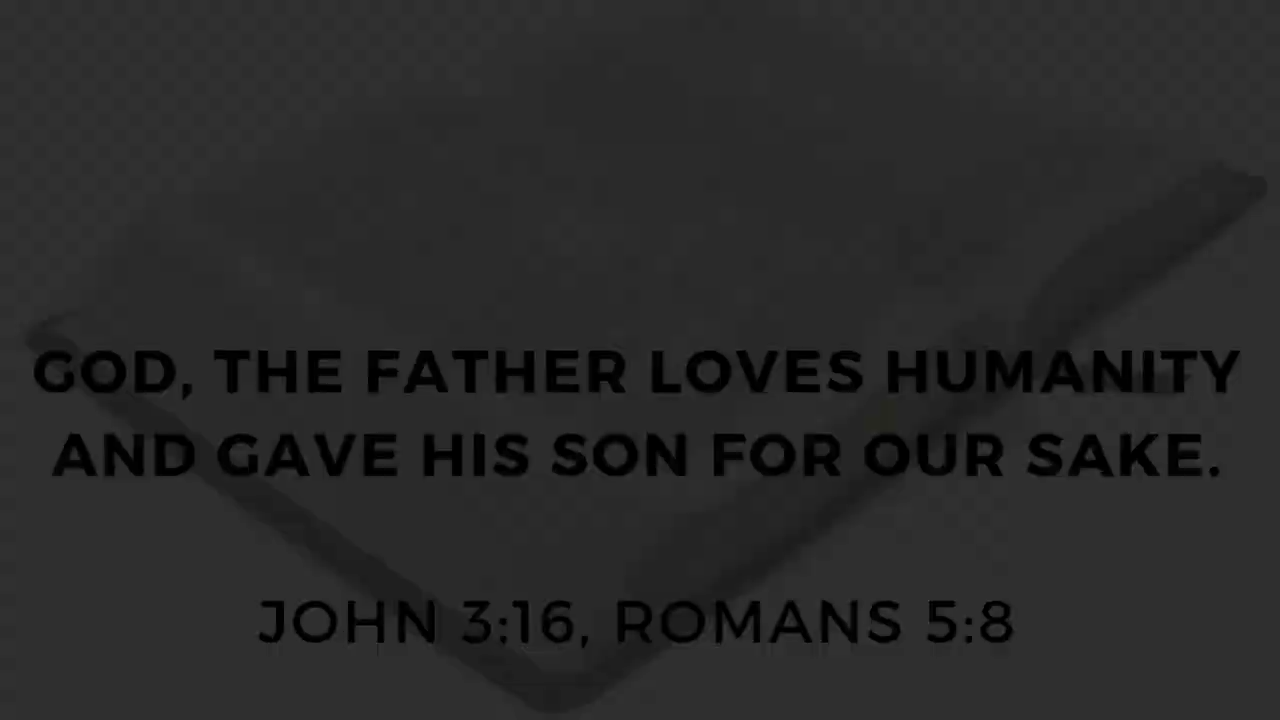 GOD, THE FATHER LOVES HUMANITY
AND GAVE HIS SON FOR OUR SAKE.
JOHN 3:16, ROMANS 5:8